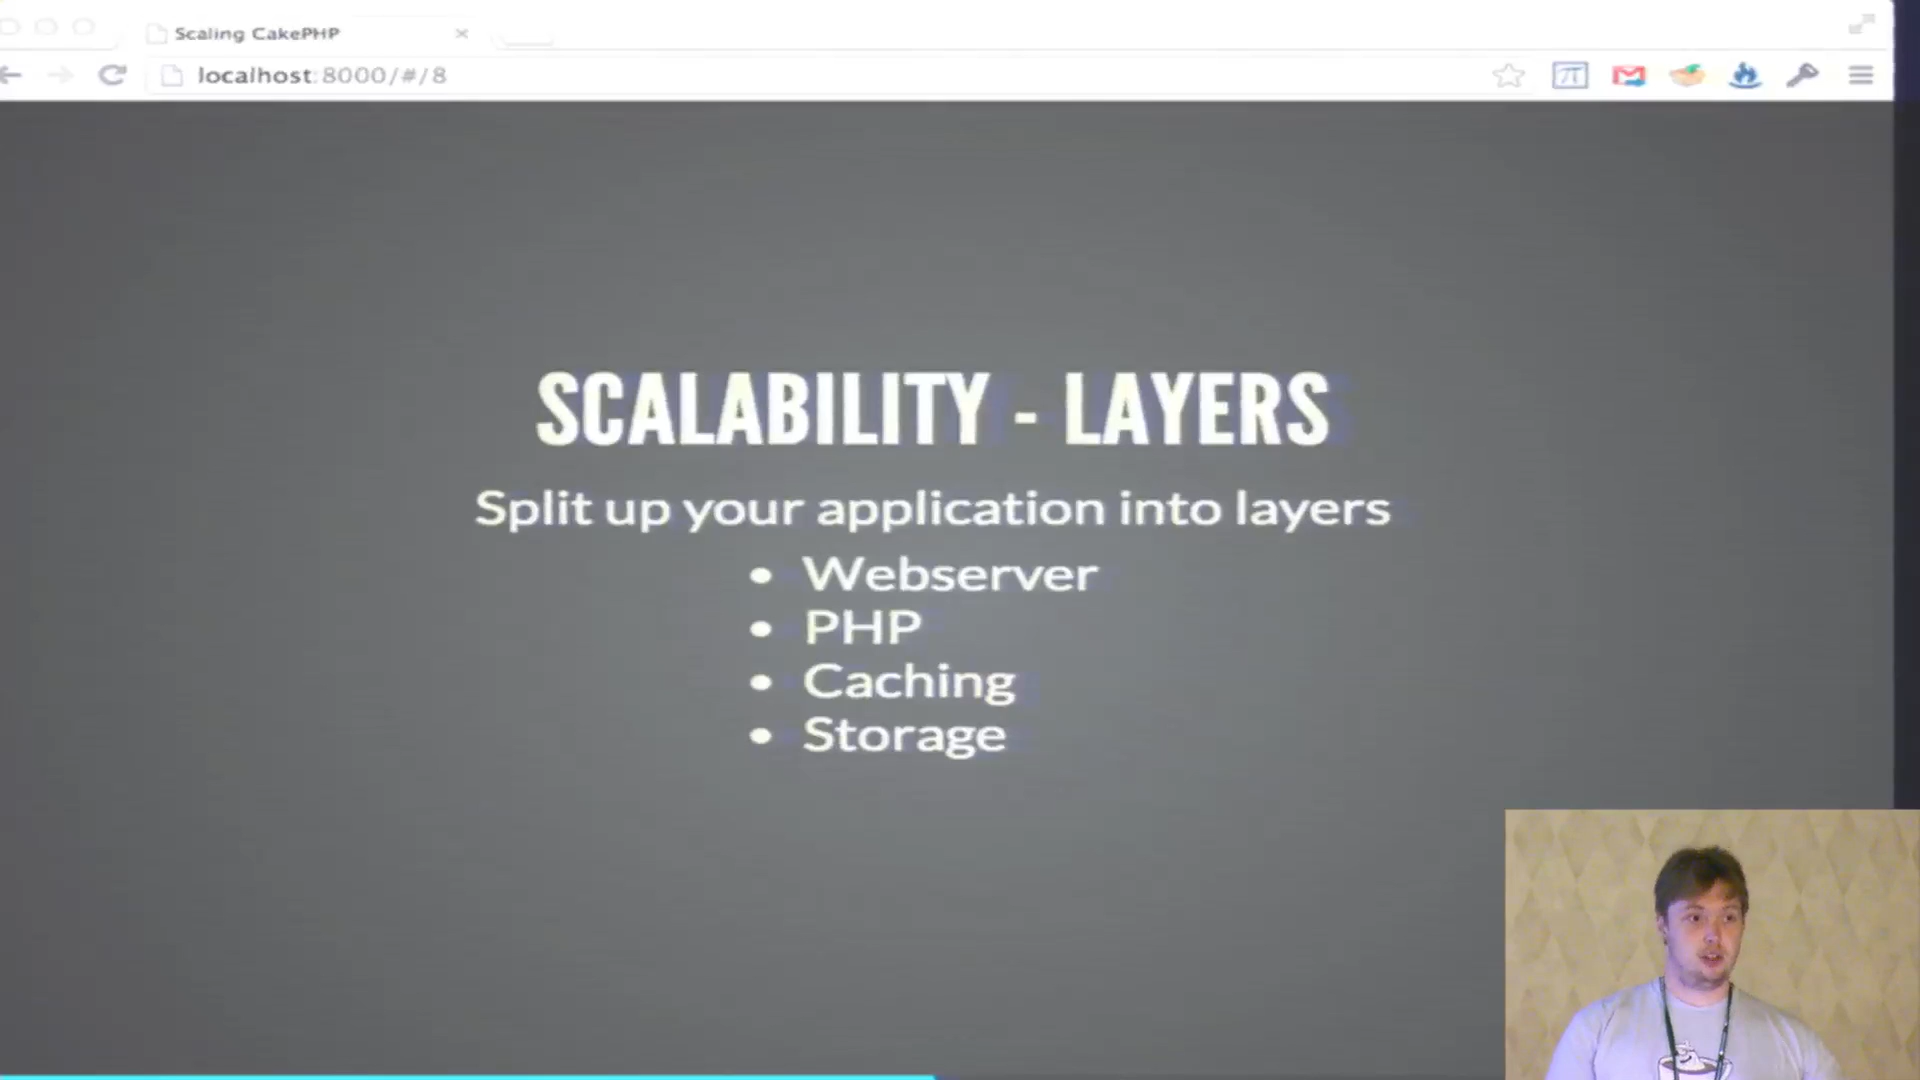 Scaling CakePHP
localhost:8000/#/8
SCALABILITY - LAYERS
Split up your application into layers
• Webserver
• PHP
• Caching
• Storage